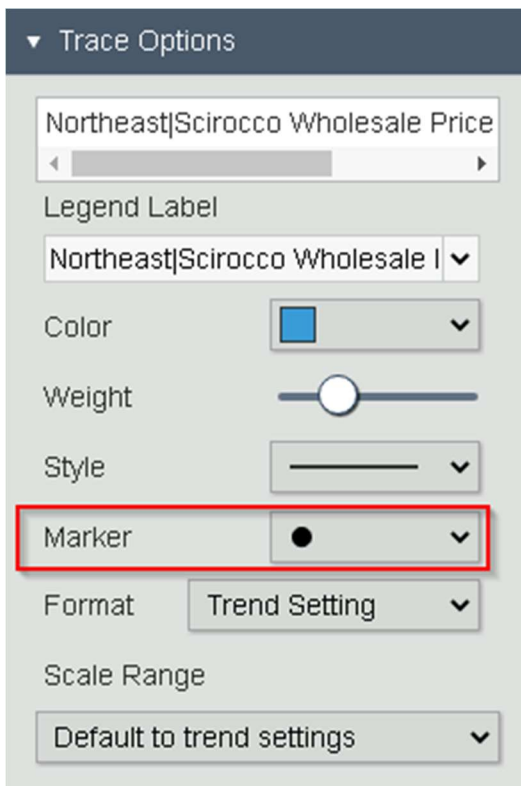 Trace Options
Northeast|Scirocco Wholesale Price
Legend Label
Northeast|Scirocco Wholesale
Color
Weight
Style
Marker
Format Trend Setting
Scale Range
Default to trend settings